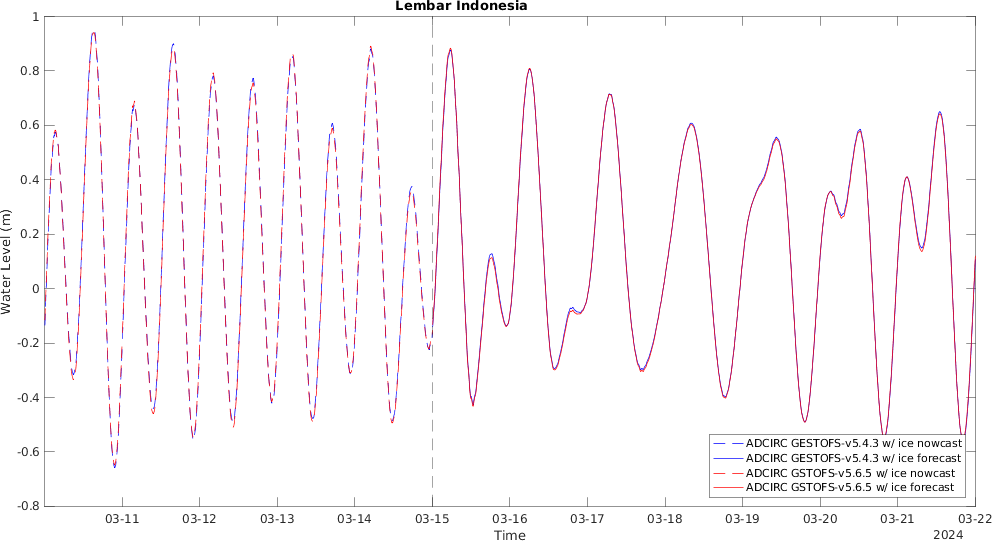 Lembar Indonesia
1
0.8
0.6
0.4
0.2
0
-0.2
-0.4
-0.6
-0.8
Water Level (m)
03-11 03-12 03-13 03-14 03-15 03-16 03-17 03-18 03-19 03-20 03-21 03-22
Time
2024
ADCIRC GESTOFS-v5.4.3 w/ ice nowcast
ADCIRC GESTOFS-v5.4.3 w/ ice forecast
ADCIRC GSTOFS-v5.6.5 w/ ice nowcast
ADCIRC GSTOFS-v5.6.5 w/ ice forecast